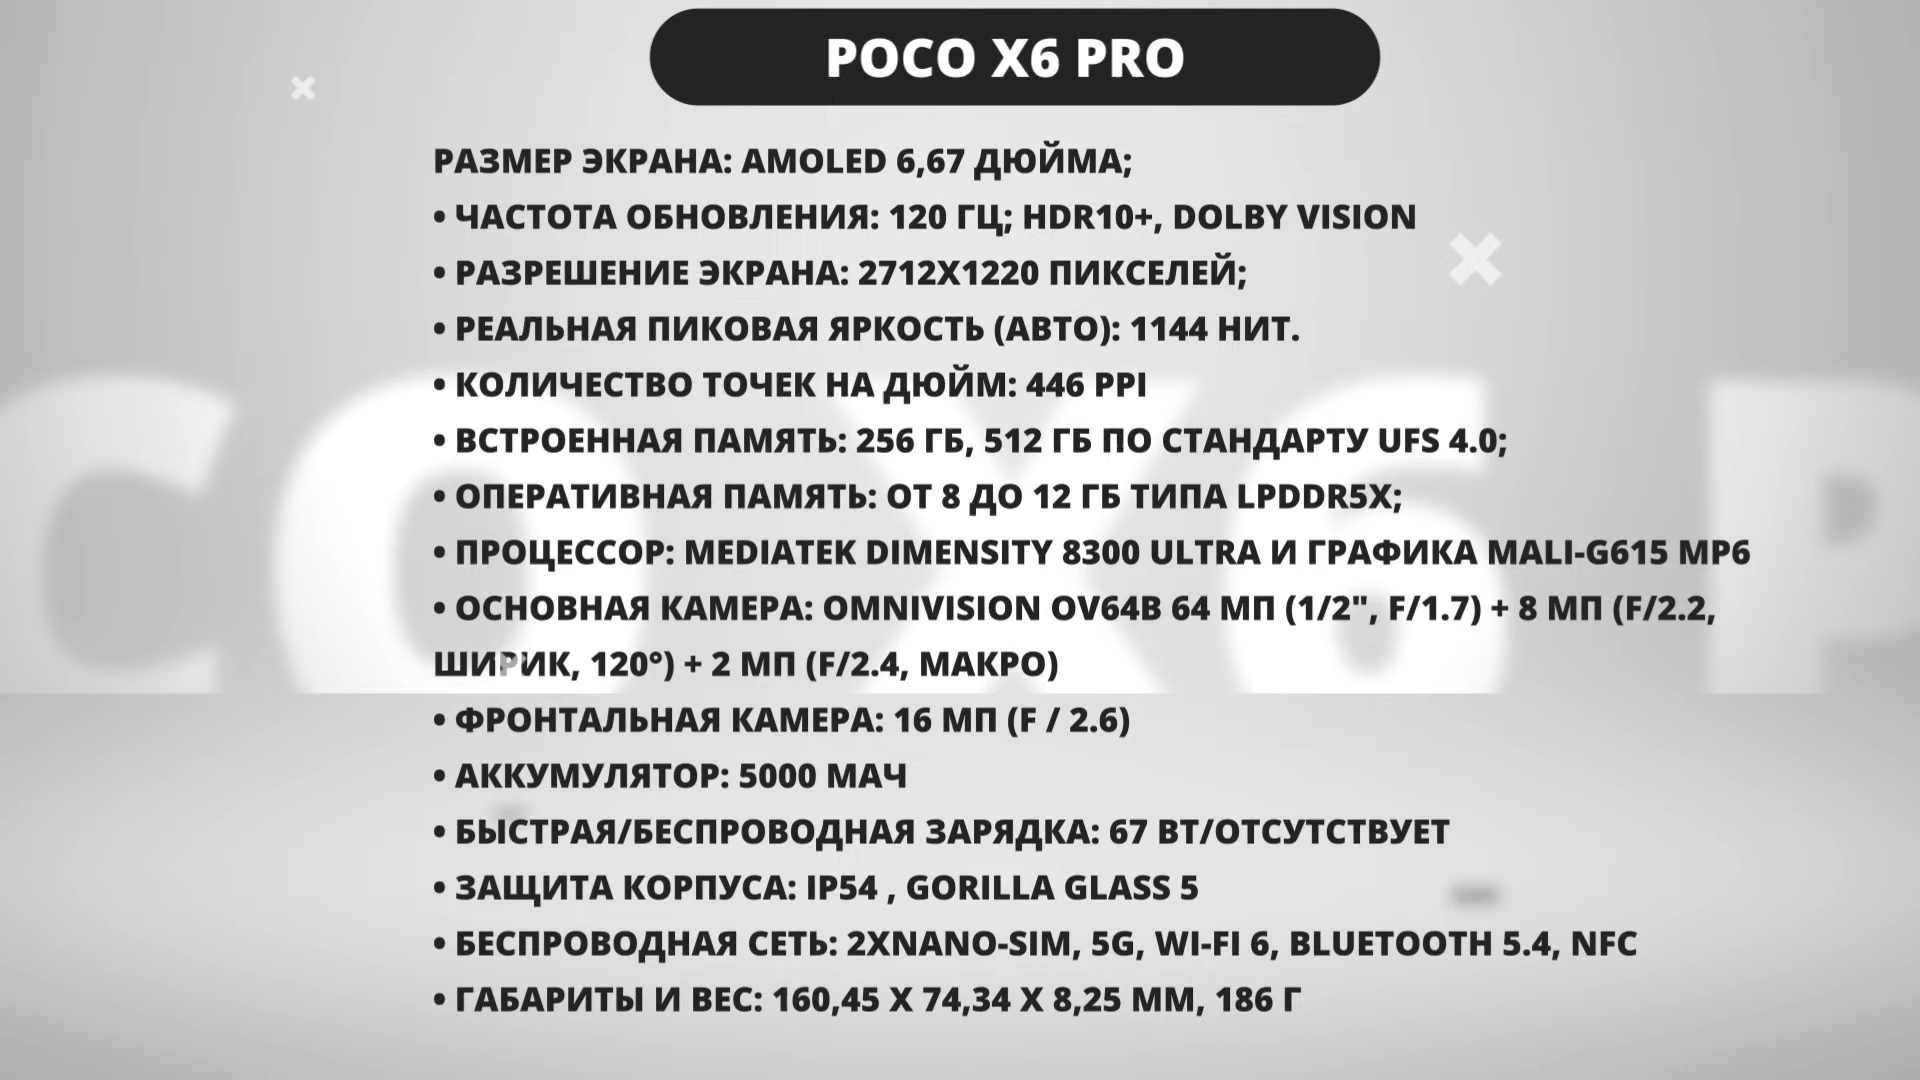 POCO X6 PRO
РАЗМЕР ЭКРАНА: AMOLED 6,67 ДЮЙМА;
• ЧАСТОТА ОБНОВЛЕНИЯ: 120 ГЦ; HDR10+, DOLBY VISION
• РАЗРЕШЕНИЕ ЭКРАНА: 2712X1220 ПИКСЕЛЕЙ;
• РЕАЛЬНАЯ ПИКОВАЯ ЯРКОСТЬ (АВТО): 1144 НИТ.
• КОЛИЧЕСТВО ТОЧЕК НА ДЮЙМ: 446 PPI
• ВСТРОЕННАЯ ПАМЯТЬ: 256 ГБ, 512 ГБ ПО СТАНДАРТУ UFS 4.0;
• ОПЕРАТИВНАЯ ПАМЯТЬ: ОТ 8 ДО 12 ГБ ТИПА LPDDR5X;
• ПРОЦЕССОР: MEDIATEK DIMENSITY 8300 ULTRA И ГРАФИКА MALI-G615 MP6
• ОСНОВНАЯ КАМЕРА: OMNIVISION OV64B 64 МП (1/2", F/1.7) + 8 МП (F/2.2,
ШИРИК, 120°) + 2 МП (F/2.4, МАКРО)
• ФРОНТАЛЬНАЯ КАМЕРА: 16 МП (F / 2.6)
• АККУМУЛЯТОР: 5000 МАЧ
• БЫСТРАЯ/БЕСПРОВОДНАЯ ЗАРЯДКА: 67 ВТ/ОТСУТСТВУЕТ
• ЗАЩИТА КОРПУСА: IP54 , GORILLA GLASS 5
• БЕСПРОВОДНАЯ СЕТЬ: 2XNANO-SIM, 5G, WI-FI 6, BLUETOOTH 5.4, NFC
• ГАБАРИТЫ И ВЕС: 160,45 X 74,34 X 8,25 ММ, 186 Г
CO X6 P